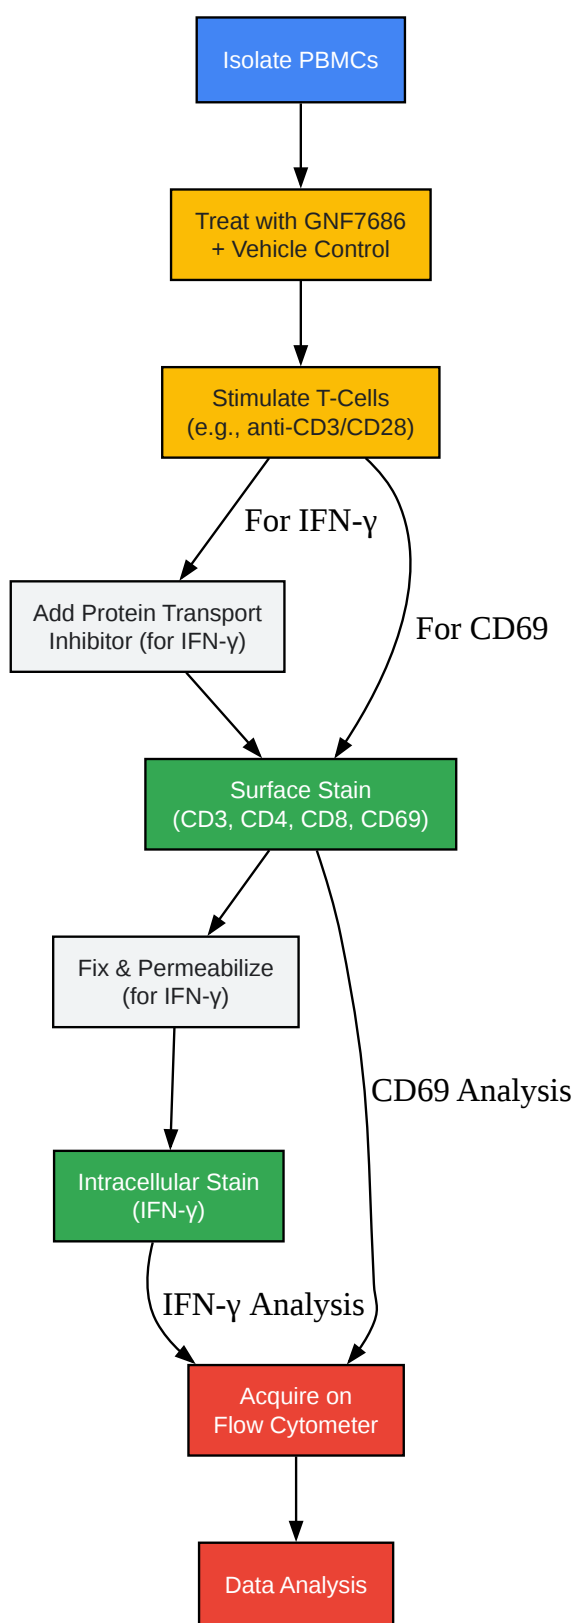 Isolate PBMCs
Treat with GNF7686
+ Vehicle Control
Stimulate T-Cells
(e.g., anti-CD3/CD28)
For IFN-γ
Add Protein Transport
Inhibitor (for IFN-γ)
For CD69
Surface Stain
(CD3, CD4, CD8, CD69)
Fix & Permeabilize
(for IFN-γ)
CD69 Analysis
Intracellular Stain
(IFN-γ)
IFN-γ Analysis
Acquire on
Flow Cytometer
Data Analysis